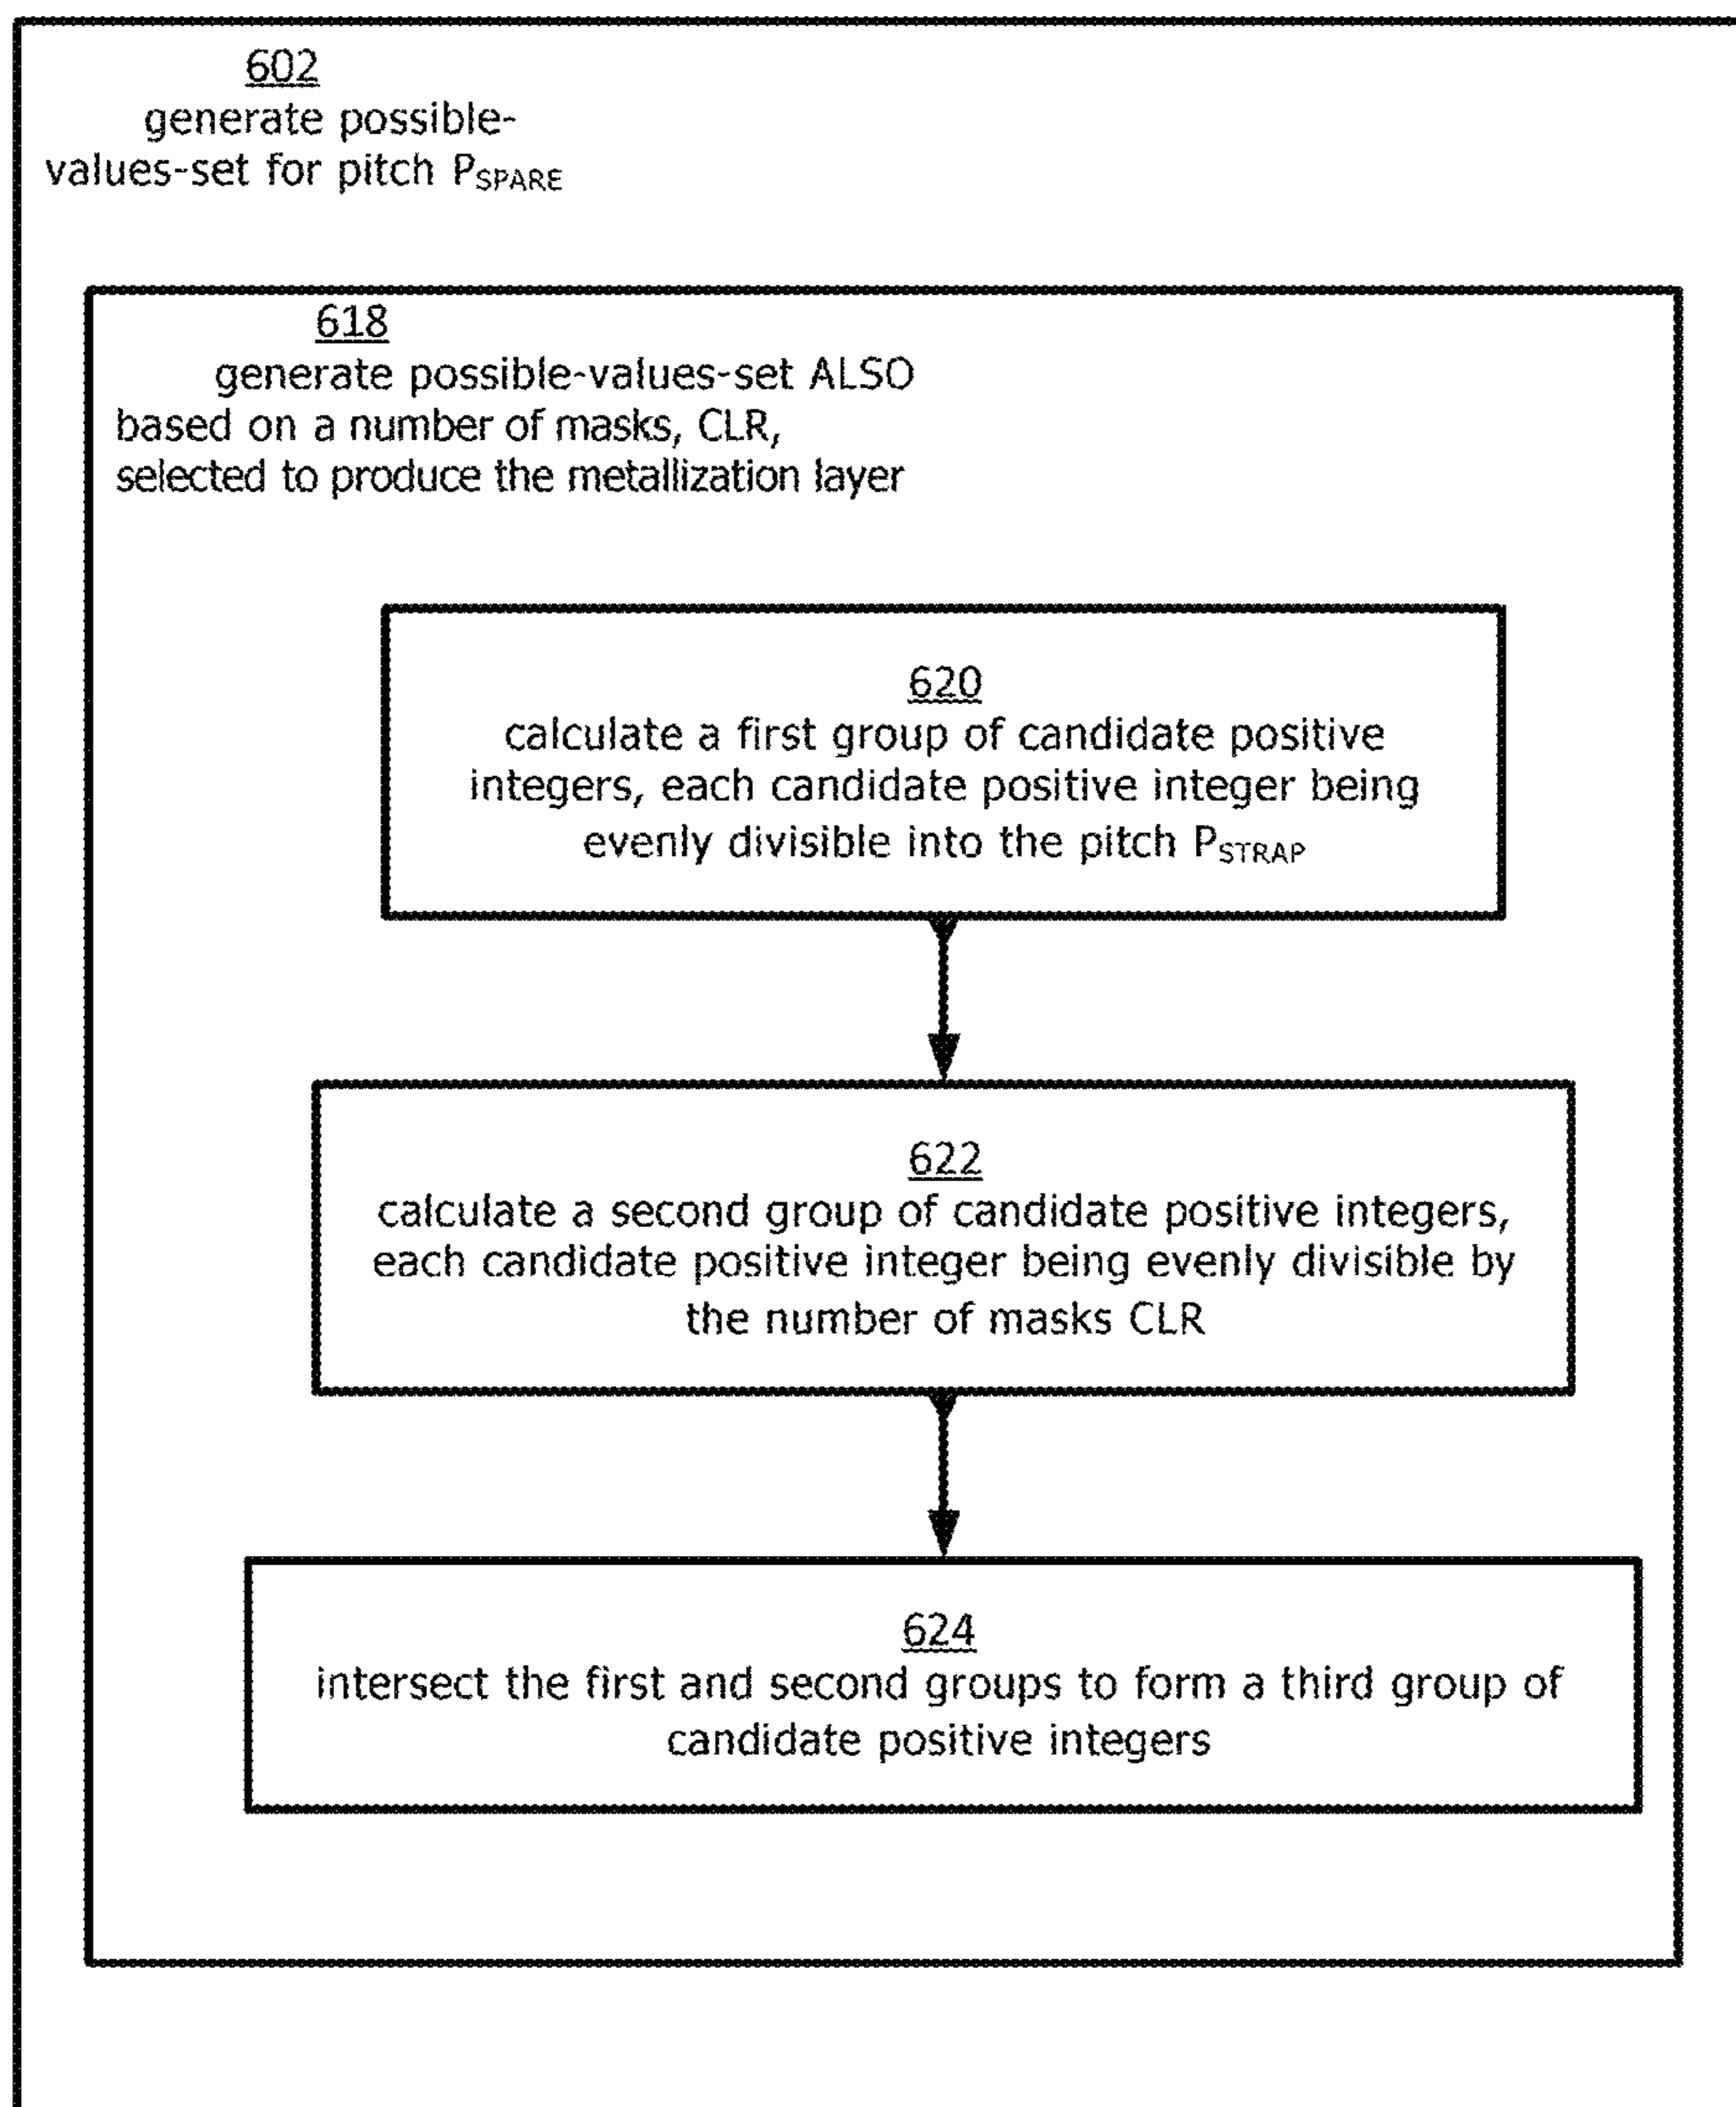 602
generate possible-
values-set for pitch PSPARE
618
generate possible-values-set ALSO
based on a number of masks, CLR,
selected to produce the metallization layer
620
calculate a first group of candidate positive
integers, each candidate positive integer being
evenly divisible into the pitch PSTRAP
622
calculate a second group of candidate positive integers,
each candidate positive integer being evenly divisible by
the number of masks CLR
624
intersect the first and second groups to form a third group of
candidate positive integers